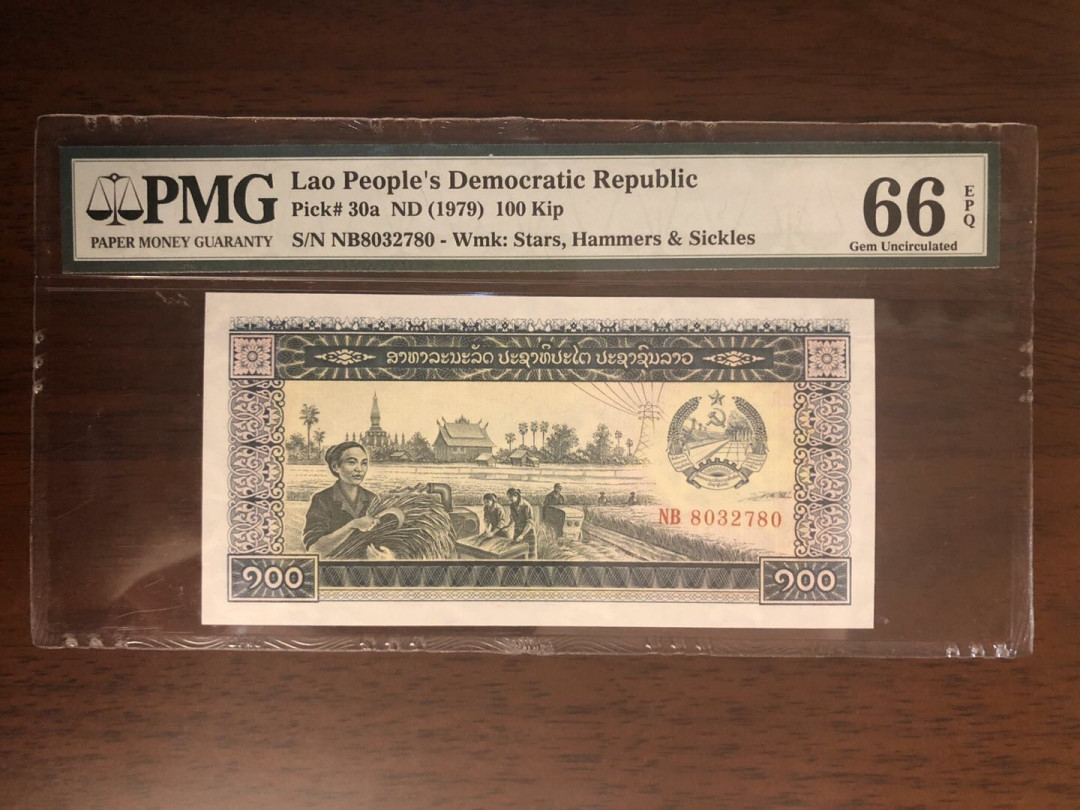 PMG
PAPER MONEY GUARANTY
Lao People's Democratic Republic
Pick# 30a ND (1979) 100 Kip
S/N NB8032780 - Wmk: Stars, Hammers & Sickles
66
EPQ
Gem Uncirculated
ສາທາລະນະລັດ ປະຊາທິປະໄຕ ປະຊາຊົນລາວ
NB 8032780
໑໐໐
໑໐໐